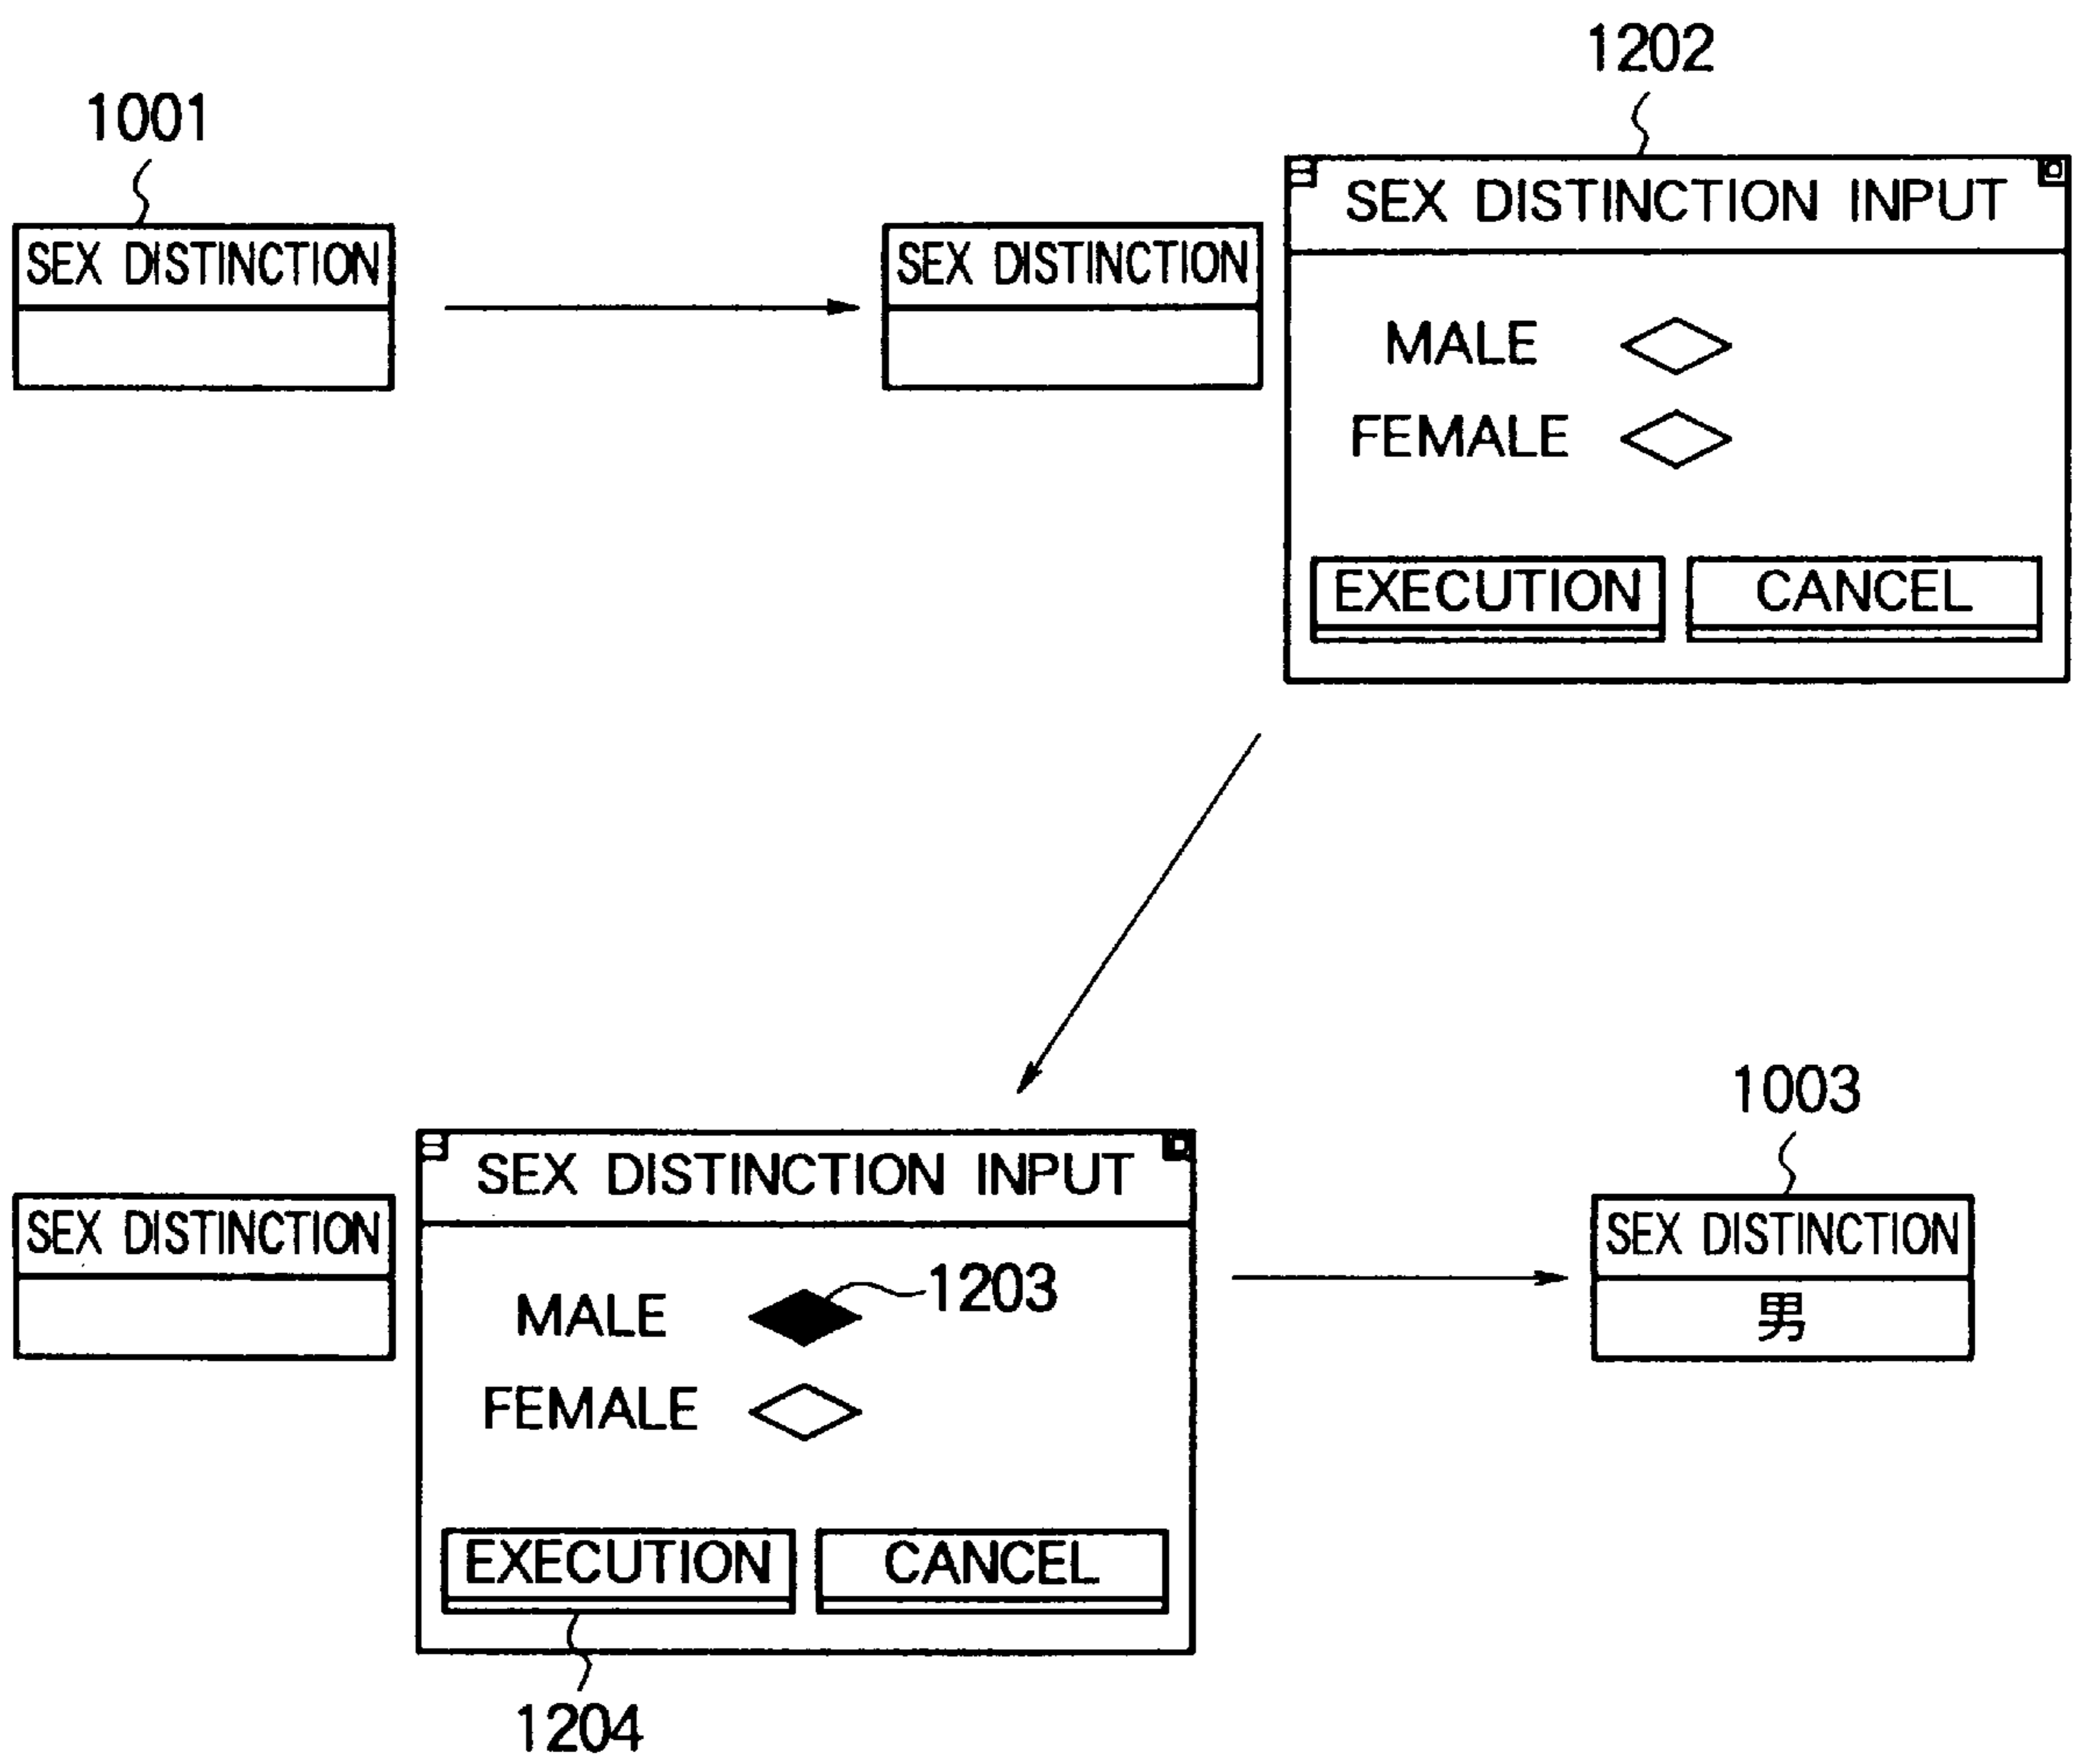 1202
1001
SEX DISTINCTION
SEX DISTINCTION
SEX DISTINCTION INPUT
MALE
FEMALE
EXECUTION
CANCEL
1003
SEX DISTINCTION
SEX DISTINCTION INPUT
MALE
1203
FEMALE
EXECUTION
CANCEL
1204
SEX DISTINCTION
男